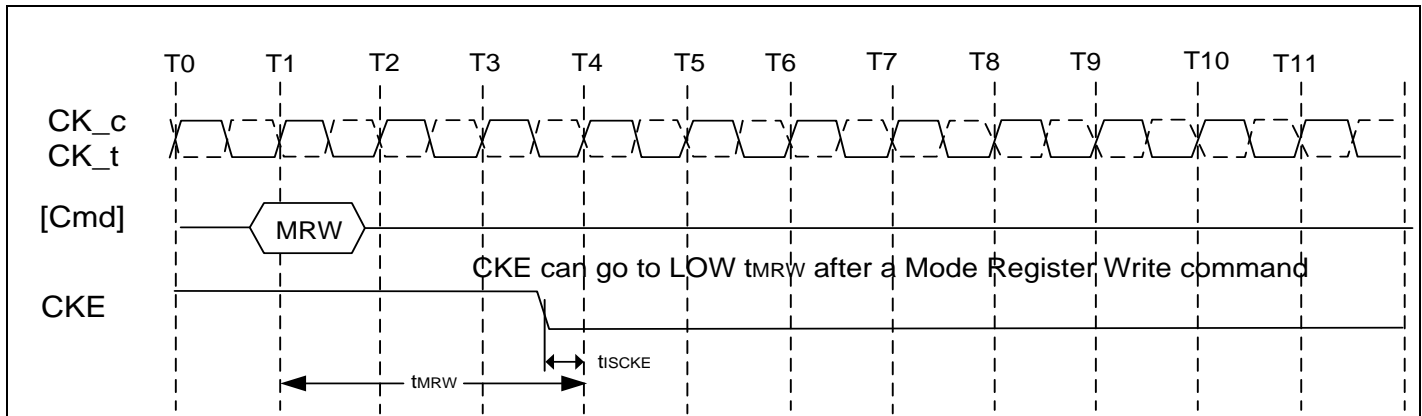 T0 T1 T2 T3 T4 T5 T6 T7 T8 T9 T10 T11
CK_c
CK_t
[Cmd] MRW
CKE can go to LOW tMRW after a Mode Register Write command
CKE
tISCKE
tMRW